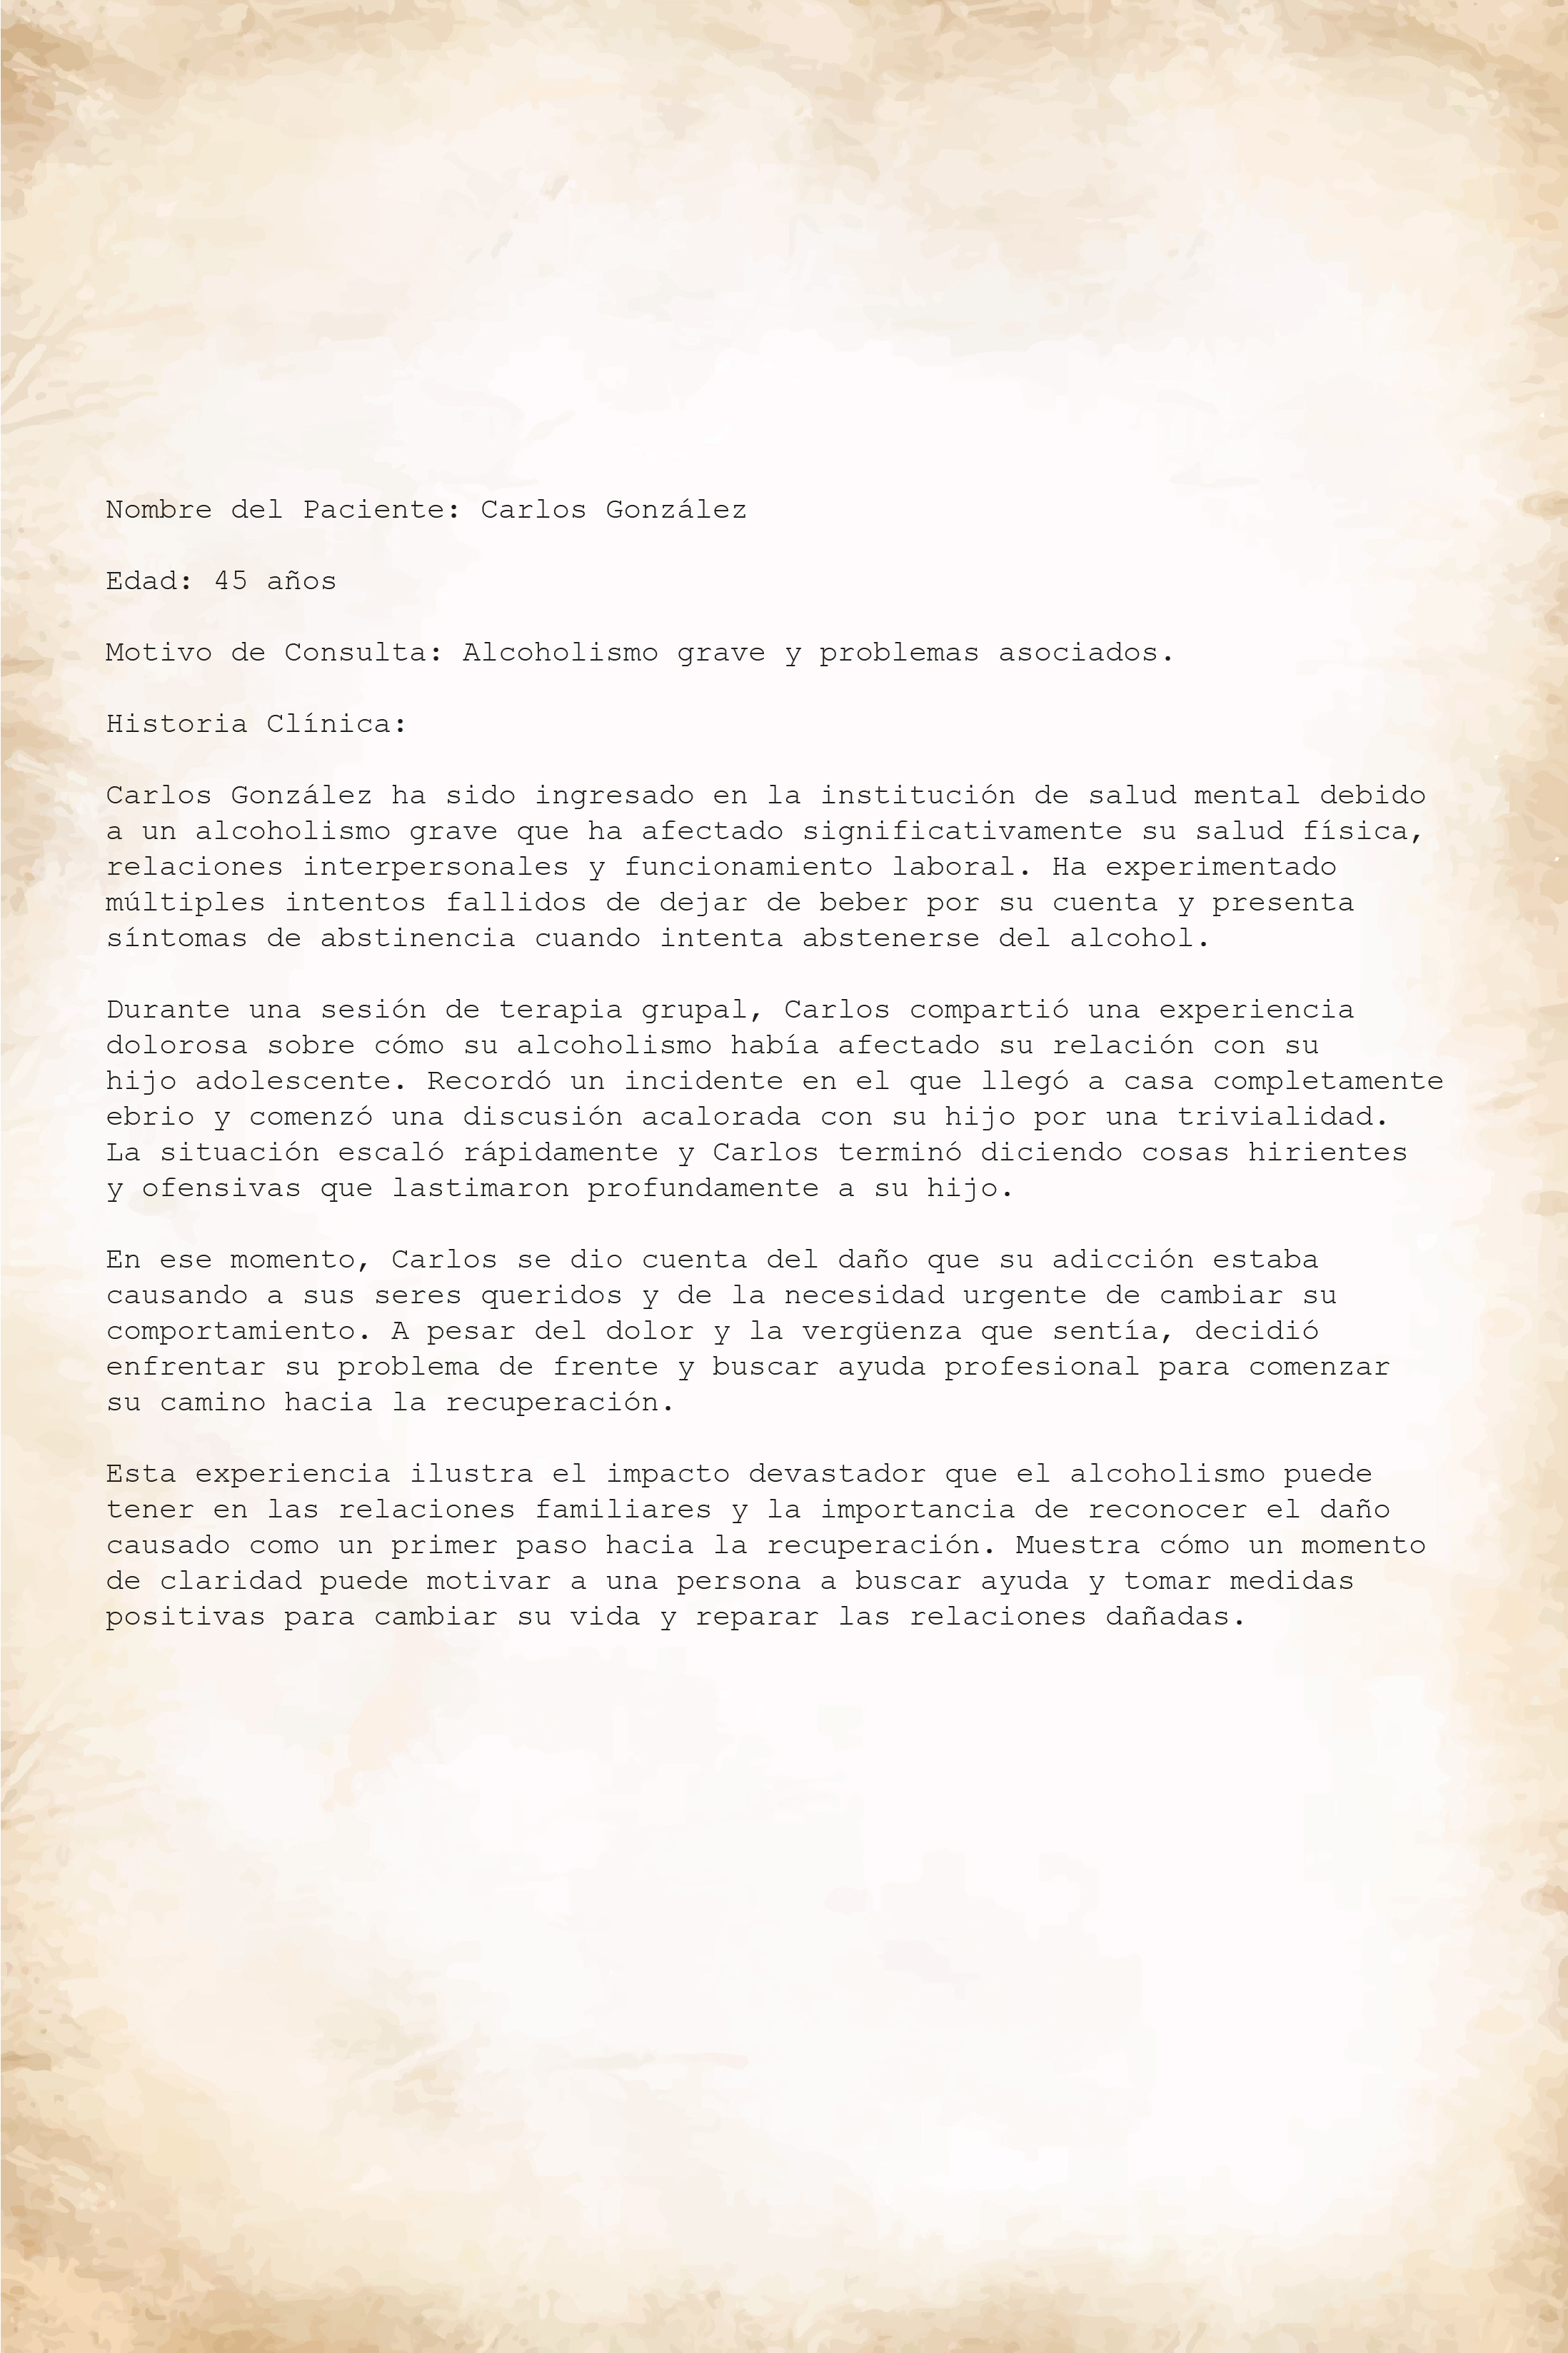 Nombre del Paciente: Carlos González
Edad: 45 años
Motivo de Consulta: Alcoholismo grave y problemas asociados.
Historia Clínica:
Carlos González ha sido ingresado en la institución de salud mental debido
a un alcoholismo grave que ha afectado significativamente su salud física,
relaciones interpersonales y funcionamiento laboral. Ha experimentado
múltiples intentos fallidos de dejar de beber por su cuenta y presenta
síntomas de abstinencia cuando intenta abstenerse del alcohol.
Durante una sesión de terapia grupal, Carlos compartió una experiencia
dolorosa sobre cómo su alcoholismo había afectado su relación con su
hijo adolescente. Recordó un incidente en el que llegó a casa completamente
ebrio y comenzó una discusión acalorada con su hijo por una trivialidad.
La situación escaló rápidamente y Carlos terminó diciendo cosas hirientes
y ofensivas que lastimaron profundamente a su hijo.
En ese momento, Carlos se dio cuenta del daño que su adicción estaba
causando a sus seres queridos y de la necesidad urgente de cambiar su
comportamiento. A pesar del dolor y la vergüenza que sentía, decidió
enfrentar su problema de frente y buscar ayuda profesional para comenzar
su camino hacia la recuperación.
Esta experiencia ilustra el impacto devastador que el alcoholismo puede
tener en las relaciones familiares y la importancia de reconocer el daño
causado como un primer paso hacia la recuperación. Muestra cómo un momento
de claridad puede motivar a una persona a buscar ayuda y tomar medidas
positivas para cambiar su vida y reparar las relaciones dañadas.